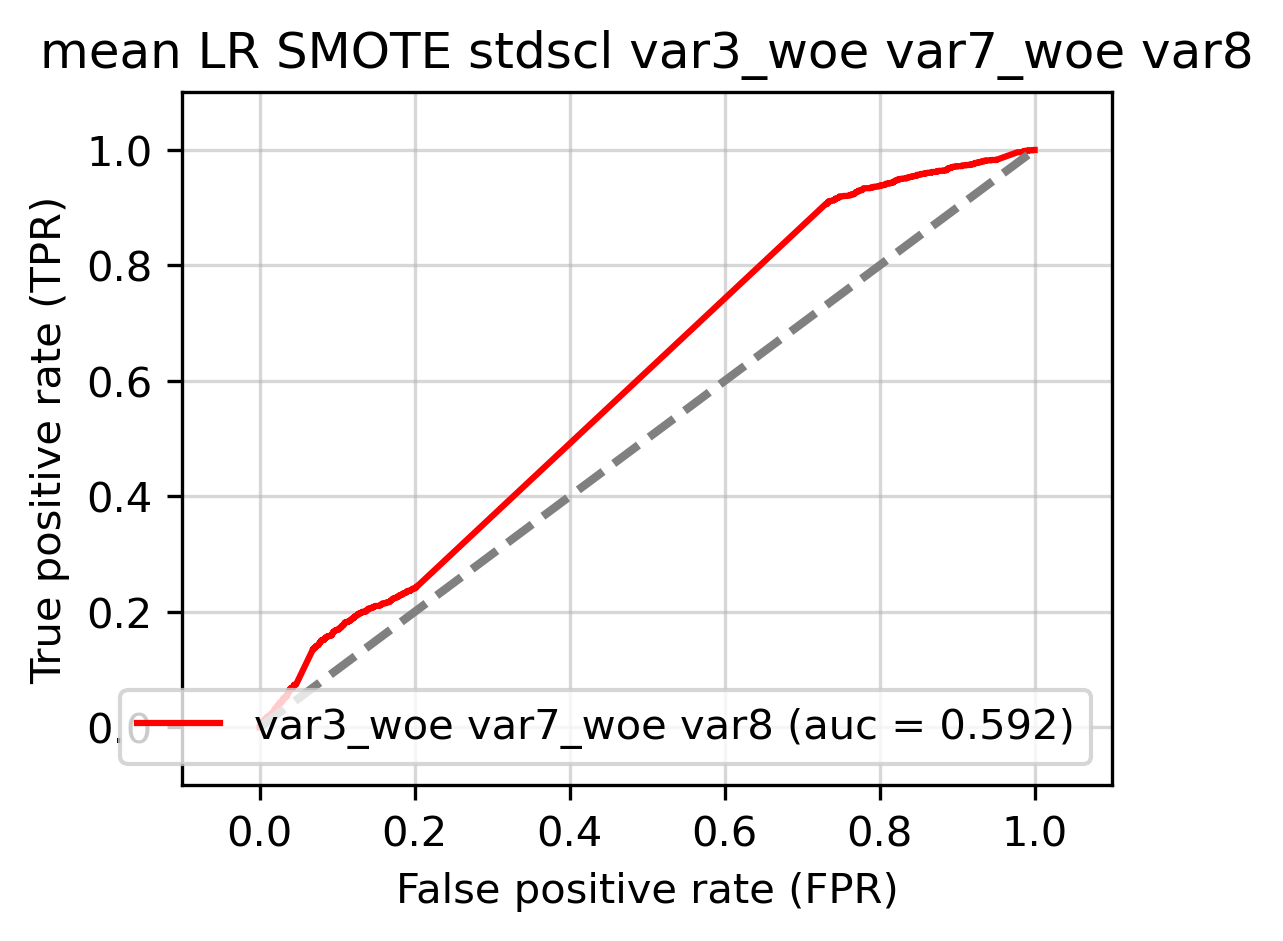 mean LR SMOTE stdscl var3_woe var7_woe var8
1.0
0.8
0.6
0.4
0.2
0.0
True positive rate (TPR)
var3_woe var7_woe var8 (auc = 0.592)
0.0 0.2 0.4 0.6 0.8 1.0
False positive rate (FPR)